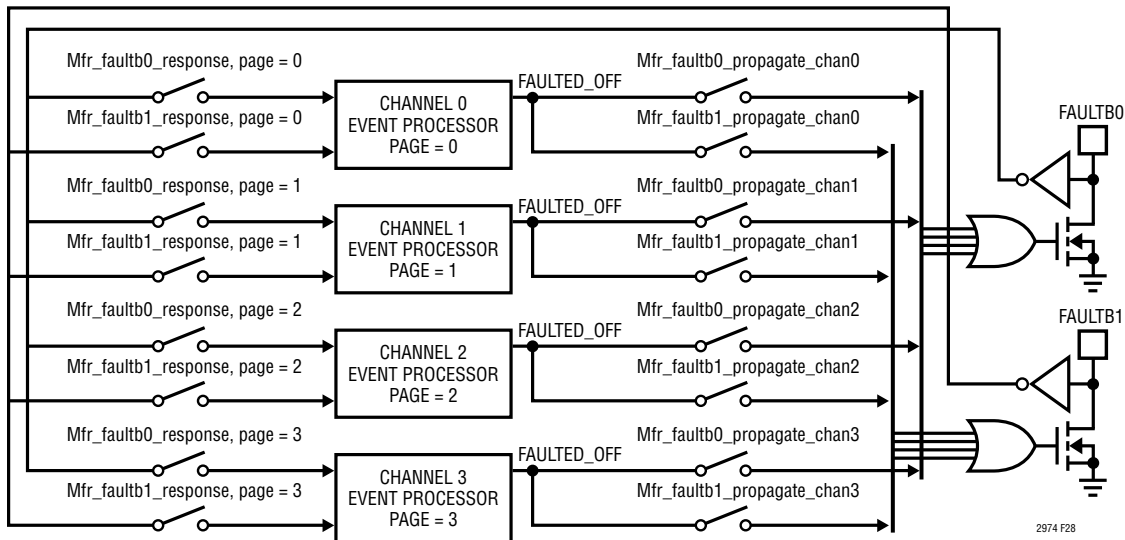 Mfr_faultb0_response, page = 0
Mfr_faultb1_response, page = 0
CHANNEL 0
EVENT PROCESSOR
PAGE = 0
FAULTED_OFF
Mfr_faultb0_propagate_chan0
Mfr_faultb1_propagate_chan0
Mfr_faultb0_response, page = 1
Mfr_faultb1_response, page = 1
CHANNEL 1
EVENT PROCESSOR
PAGE = 1
FAULTED_OFF
Mfr_faultb0_propagate_chan1
Mfr_faultb1_propagate_chan1
Mfr_faultb0_response, page = 2
Mfr_faultb1_response, page = 2
CHANNEL 2
EVENT PROCESSOR
PAGE = 2
FAULTED_OFF
Mfr_faultb0_propagate_chan2
Mfr_faultb1_propagate_chan2
Mfr_faultb0_response, page = 3
Mfr_faultb1_response, page = 3
CHANNEL 3
EVENT PROCESSOR
PAGE = 3
FAULTED_OFF
Mfr_faultb0_propagate_chan3
Mfr_faultb1_propagate_chan3
FAULTB0
FAULTB1
2974 F28